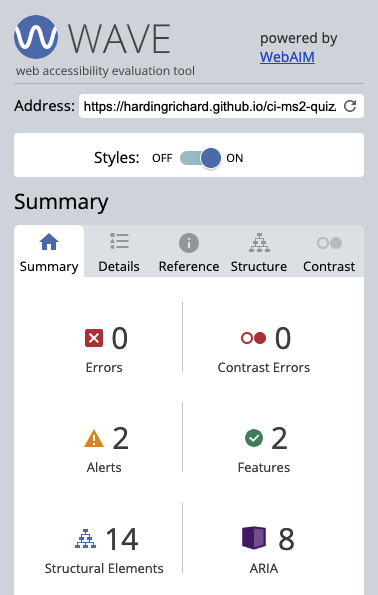 WAVE
web accessibility evaluation tool
powered by
WebAIM
Address: https://hardingrichard.github.io/ci-ms2-quiz
Styles: OFF ON
Summary
Summary Details Reference Structure Contrast
0 0
Errors Contrast Errors
2 2
Alerts Features
14 8
Structural Elements ARIA